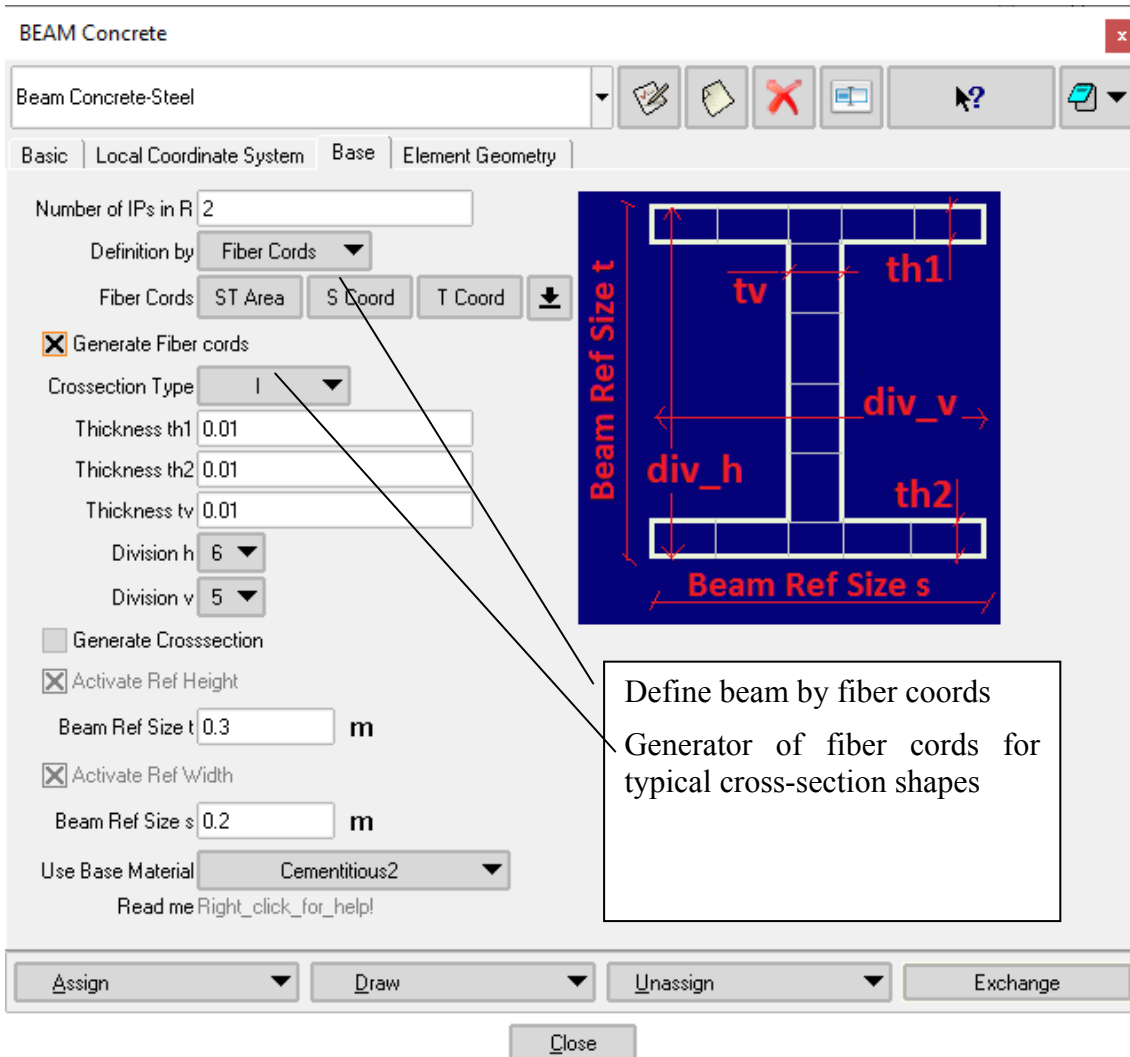 BEAM Concrete
x
Beam Concrete-Steel
?
Basic Local Coordinate System Base Element Geometry
Number of IPs in R 2
Definition by Fiber Cords
Fiber Cords ST Area S Coord T Coord
Generate Fiber cords
Crossection Type I
Thickness th1 0.01
Thickness th2 0.01
Thickness tv 0.01
Division h 6
Division v 5
Generate Crosssection
Activate Ref Height
Beam Ref Size t 0.3 m
Activate Ref Width
Beam Ref Size s 0.2 m
Use Base Material Cementitious2
Read me Right_click_for_help!
Beam Ref Size t
th1
tv
div_v
div_h
th2
Beam Ref Size s
Define beam by fiber coords
Generator of fiber cords for
typical cross-section shapes
Assign Draw Unassign Exchange
Close